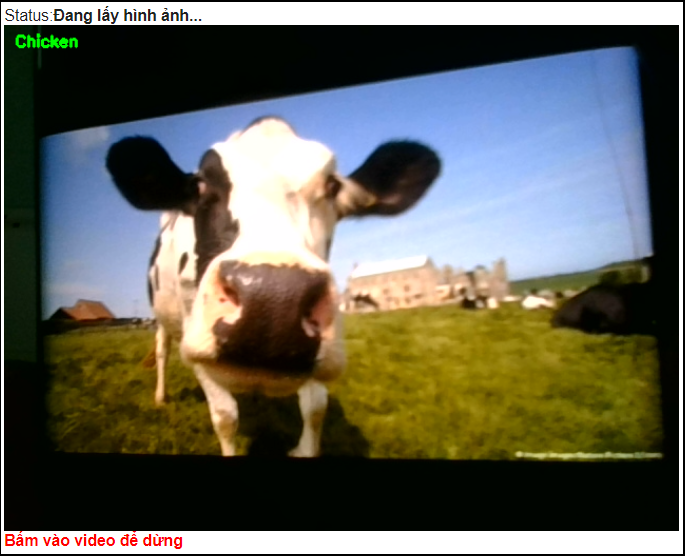 Status:Đang lấy hình ảnh...
Chicken
Bấm vào video để dừng